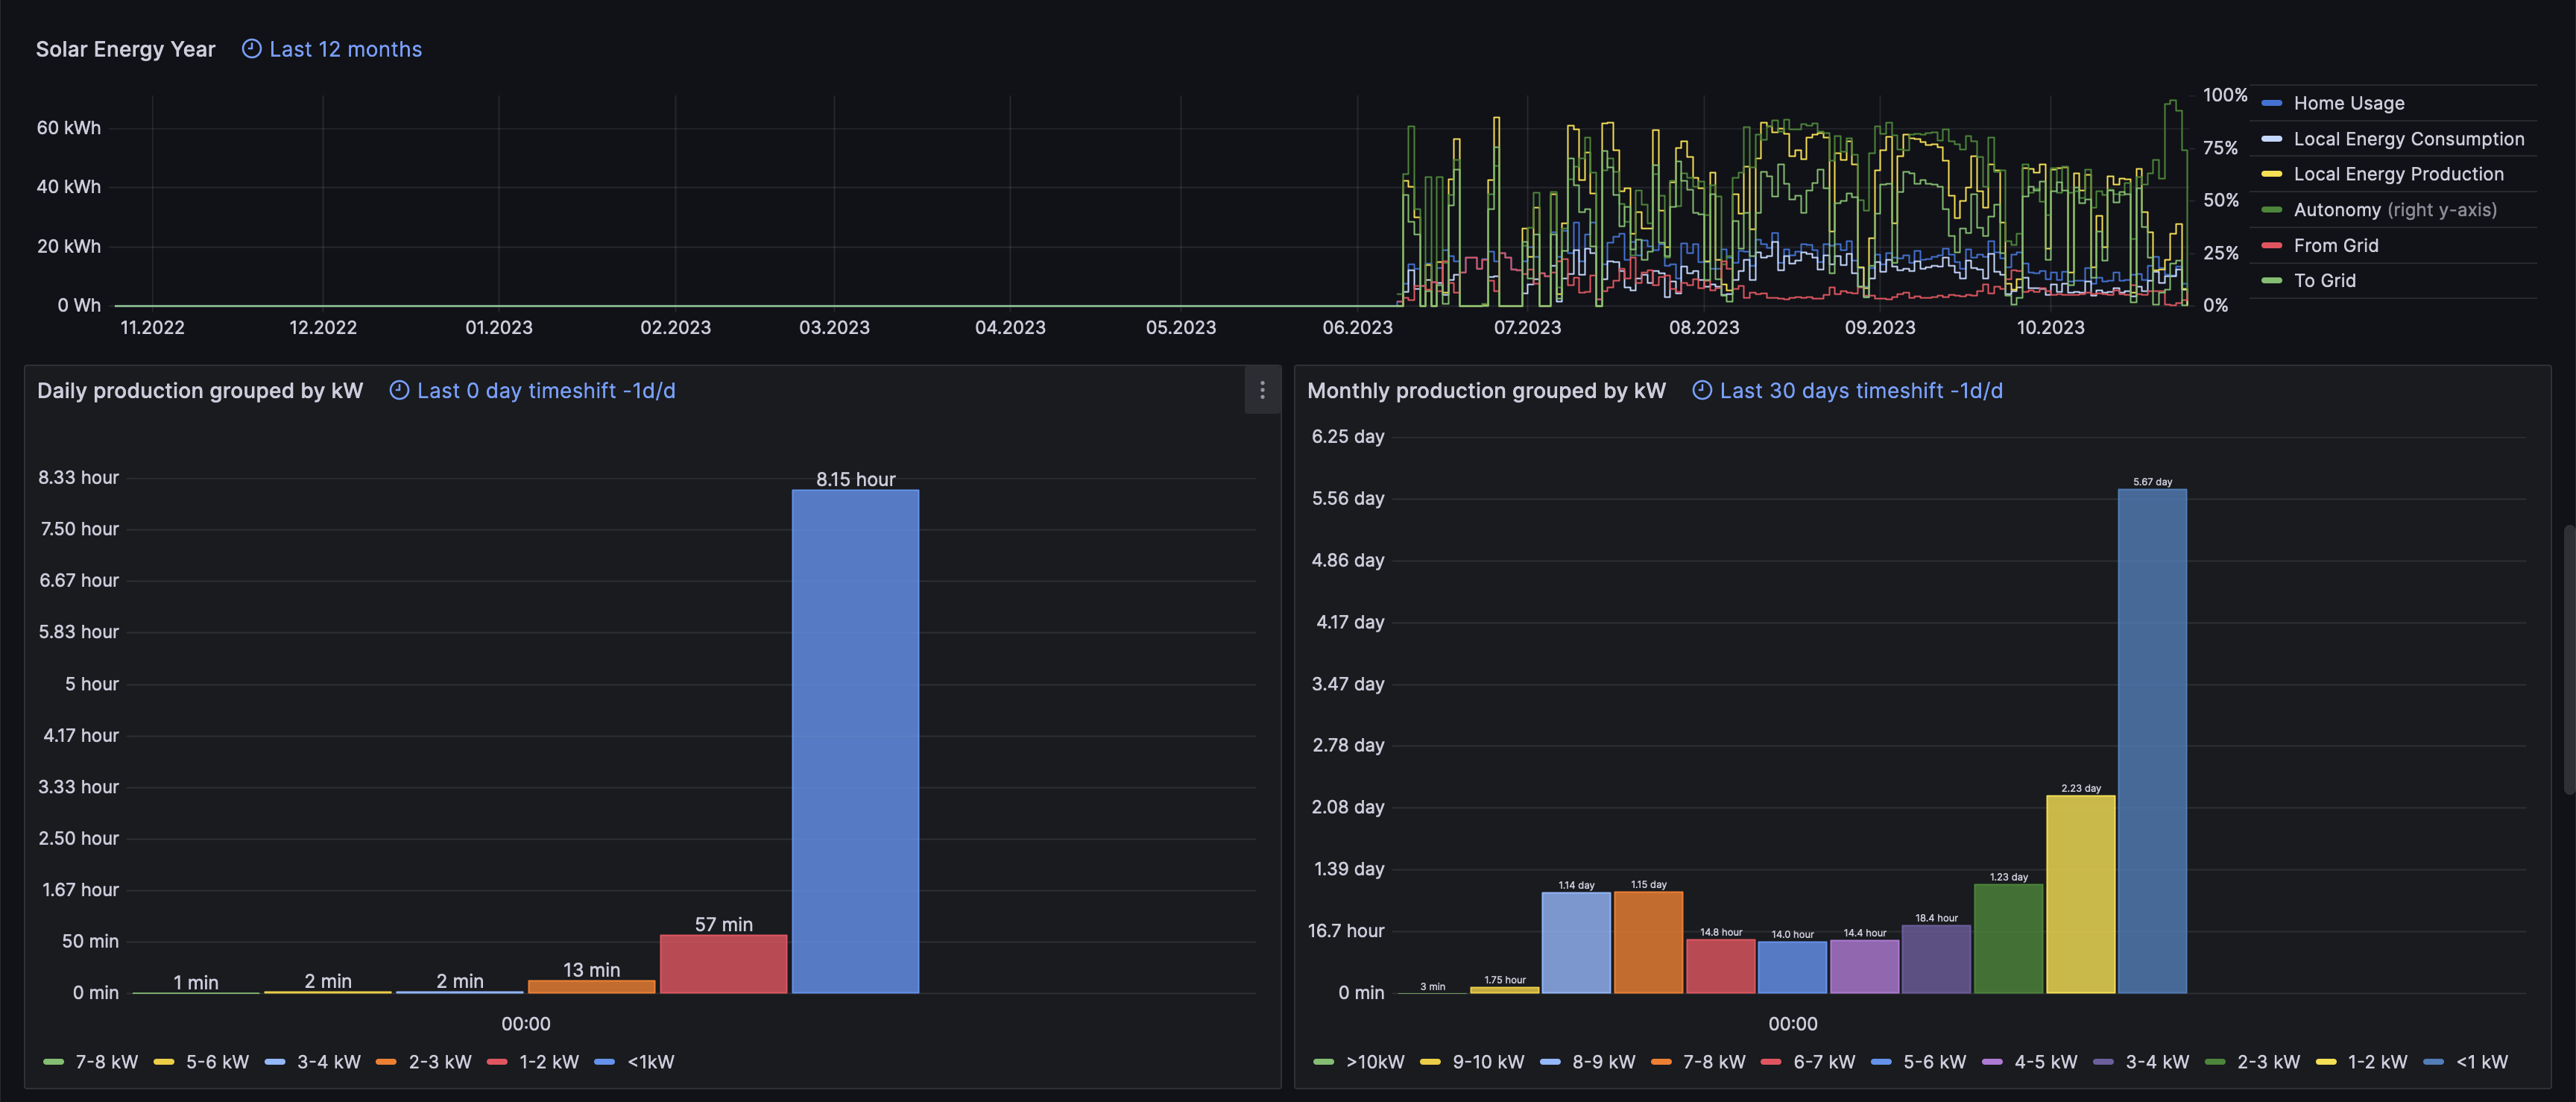 Solar Energy Year Last 12 months
60 kWh
40 kWh
20 kWh
0 Wh
100%
75%
50%
25%
0%
11.2022 12.2022 01.2023 02.2023 03.2023 04.2023 05.2023 06.2023 07.2023 08.2023 09.2023 10.2023
Home Usage
Local Energy Consumption
Local Energy Production
Autonomy (right y-axis)
From Grid
To Grid
Daily production grouped by kW Last 0 day timeshift -1d/d
8.33 hour
7.50 hour
6.67 hour
5.83 hour
5 hour
4.17 hour
3.33 hour
2.50 hour
1.67 hour
50 min
0 min
1 min 2 min 2 min 13 min 57 min 8.15 hour
00:00
7-8 kW 5-6 kW 3-4 kW 2-3 kW 1-2 kW <1kW
Monthly production grouped by kW Last 30 days timeshift -1d/d
6.25 day
5.56 day
4.86 day
4.17 day
3.47 day
2.78 day
2.08 day
1.39 day
16.7 hour
0 min
3 min 1.75 hour 1.14 day 1.15 day 14.8 hour 14.0 hour 14.4 hour 18.4 hour 1.23 day 2.23 day 5.67 day
00:00
>10kW 9-10 kW 8-9 kW 7-8 kW 6-7 kW 5-6 kW 4-5 kW 3-4 kW 2-3 kW 1-2 kW <1 kW